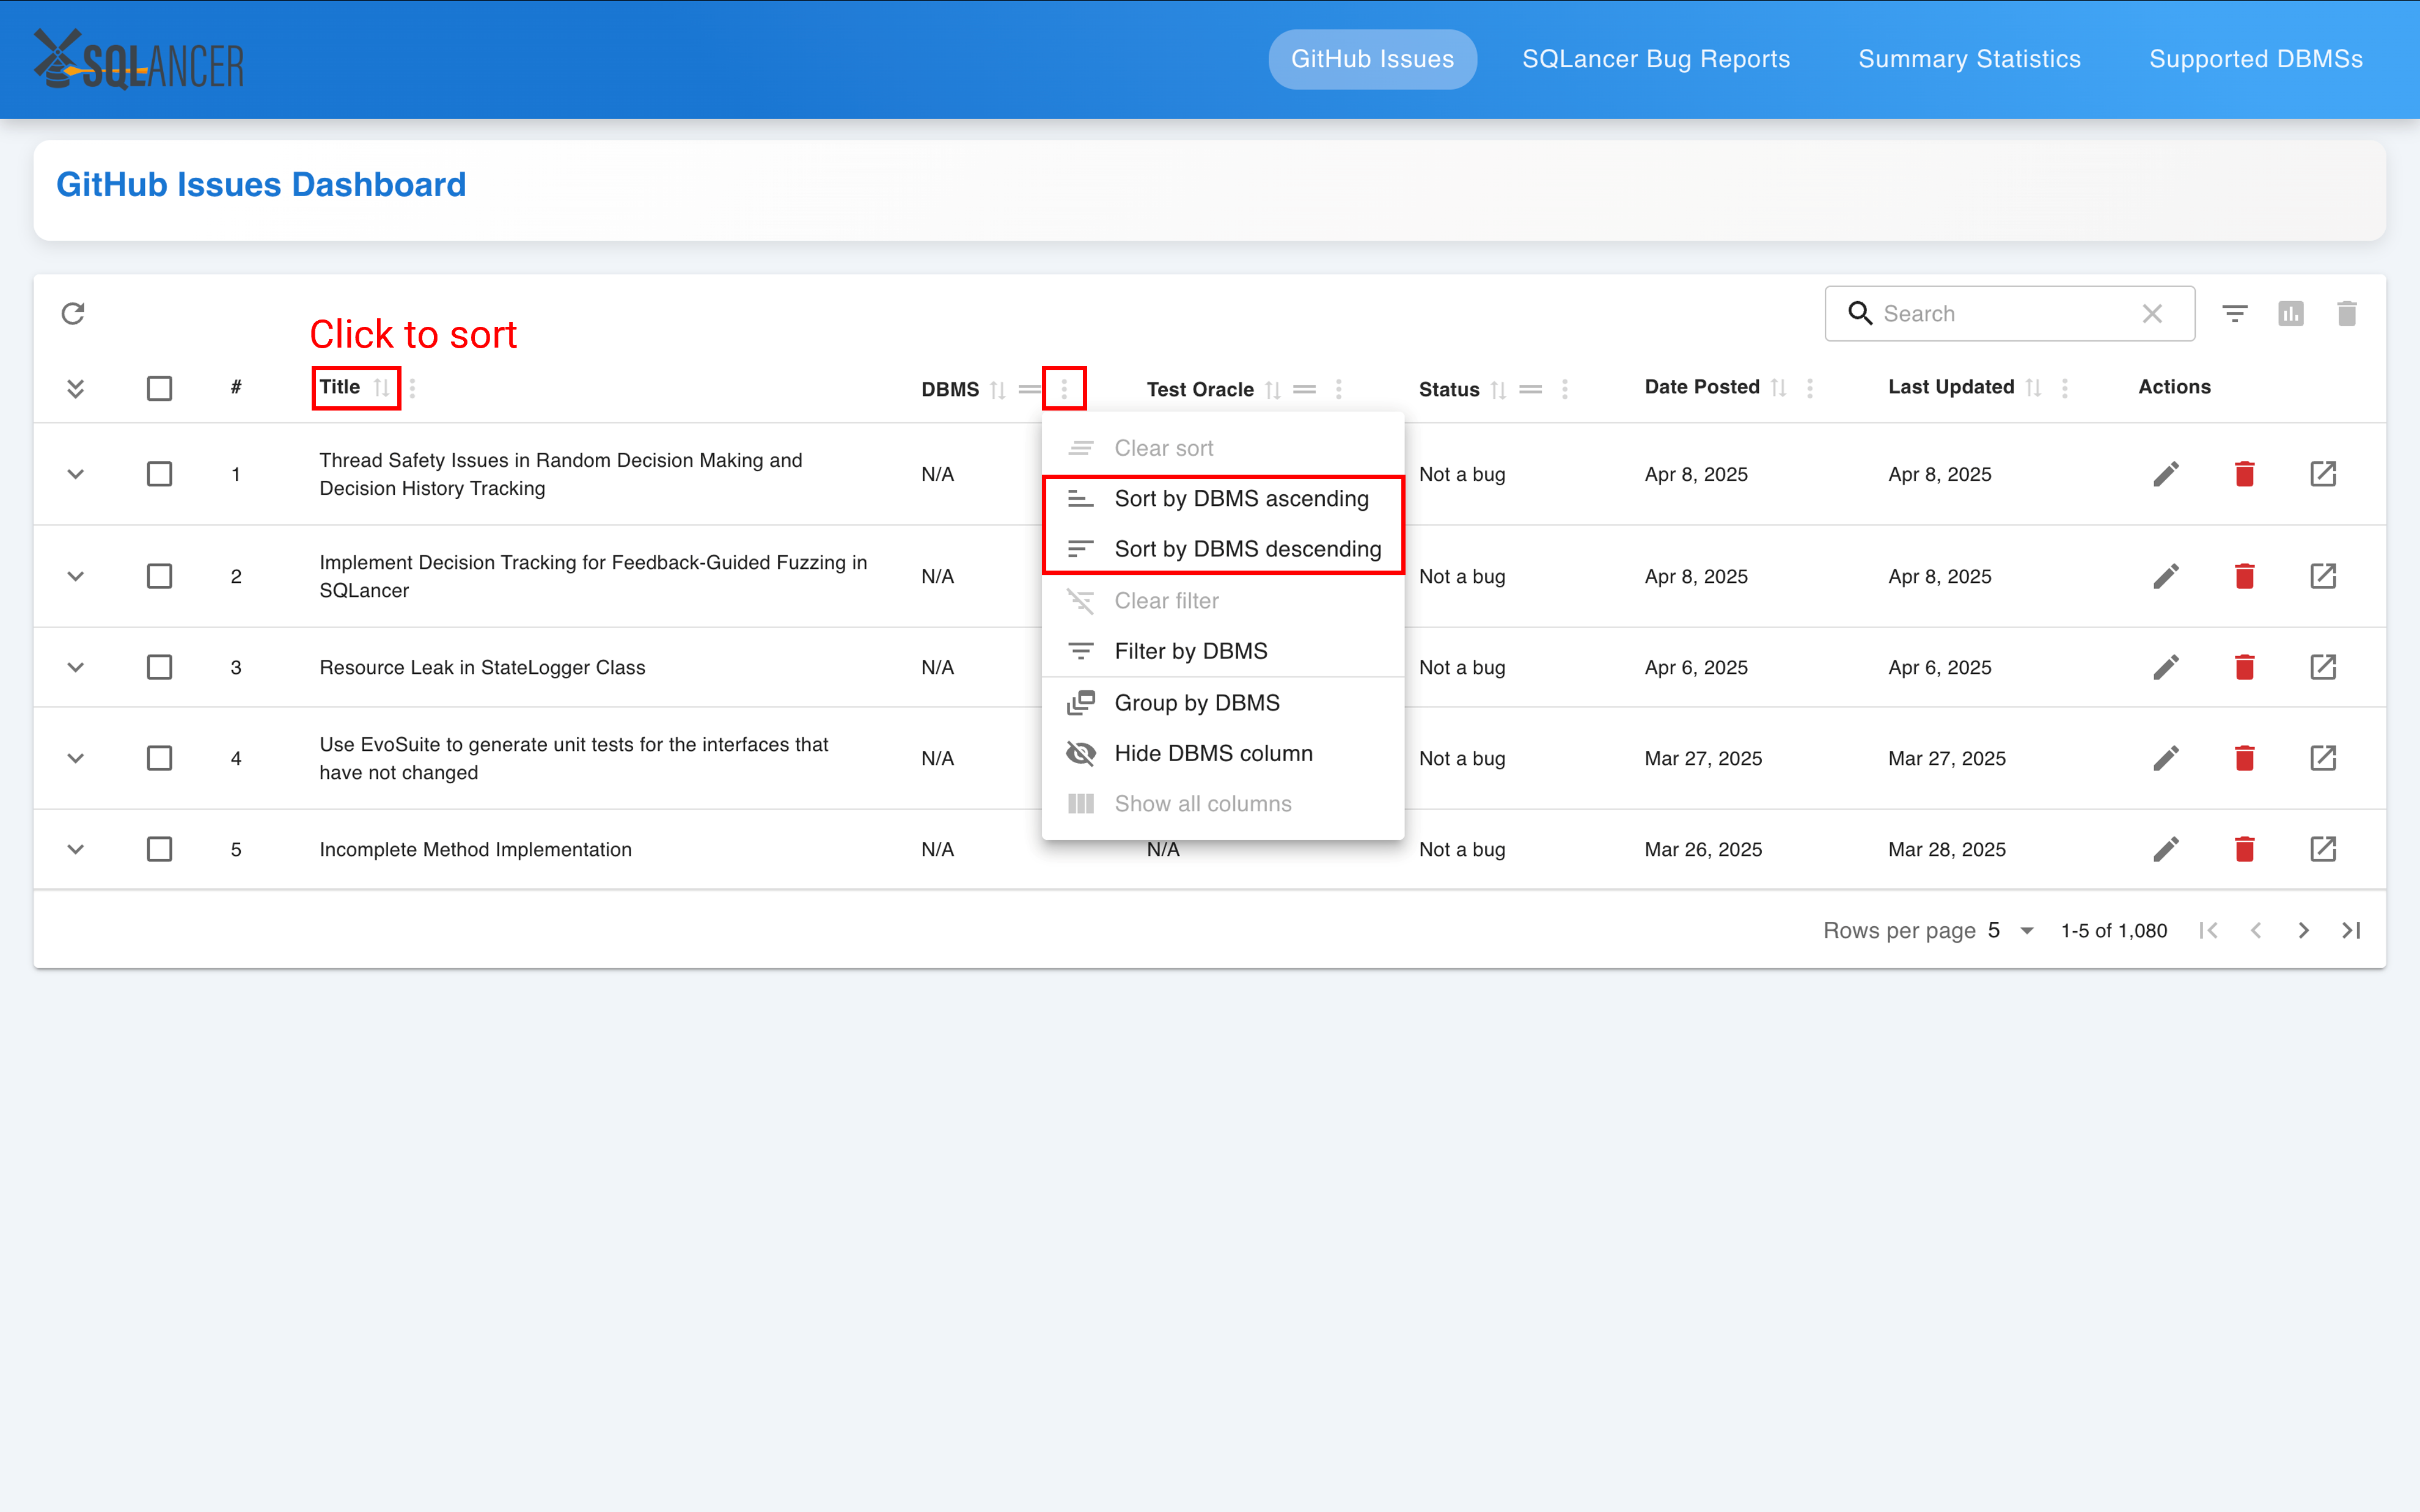 SQLANCER
GitHub Issues
SQLancer Bug Reports
Summary Statistics
Supported DBMSs
GitHub Issues Dashboard
Search
Click to sort
#
Title
DBMS
Test Oracle
Status
Date Posted
Last Updated
Actions
1
Thread Safety Issues in Random Decision Making and
Decision History Tracking
N/A
Not a bug
Apr 8, 2025
Apr 8, 2025
2
Implement Decision Tracking for Feedback-Guided Fuzzing in
SQLancer
N/A
Not a bug
Apr 8, 2025
Apr 8, 2025
3
Resource Leak in StateLogger Class
N/A
Not a bug
Apr 6, 2025
Apr 6, 2025
4
Use EvoSuite to generate unit tests for the interfaces that
have not changed
N/A
Not a bug
Mar 27, 2025
Mar 27, 2025
5
Incomplete Method Implementation
N/A
N/A
Not a bug
Mar 26, 2025
Mar 28, 2025
Clear sort
Sort by DBMS ascending
Sort by DBMS descending
Clear filter
Filter by DBMS
Group by DBMS
Hide DBMS column
Show all columns
Rows per page 5
1-5 of 1,080